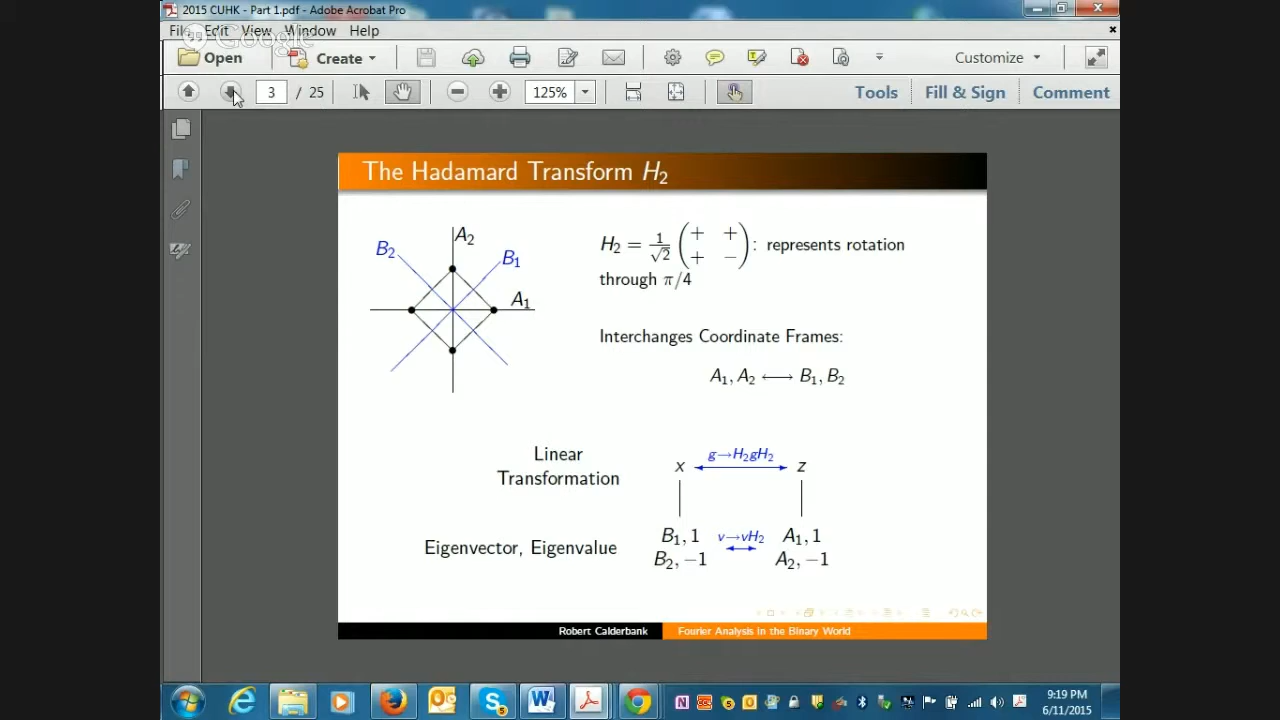 2015 CUHK - Part 1.pdf - Adobe Acrobat Pro
File Edit View Window Help
Google
Open Create Customize
3 / 25 125% Tools Fill & Sign Comment
The Hadamard Transform H₂
A₂
B₂
B₁
A₁
H₂ = 1/√2 (+ + + −) : represents rotation
through π/4
Interchanges Coordinate Frames:
A₁, A₂ ⟷ B₁, B₂
Linear
Transformation
x g→H₂gH₂ z
Eigenvector, Eigenvalue
B₁, 1 v→vH₂ A₁, 1
B₂, −1 A₂, −1
Robert Calderbank Fourier Analysis in the Binary World
9:19 PM
6/11/2015